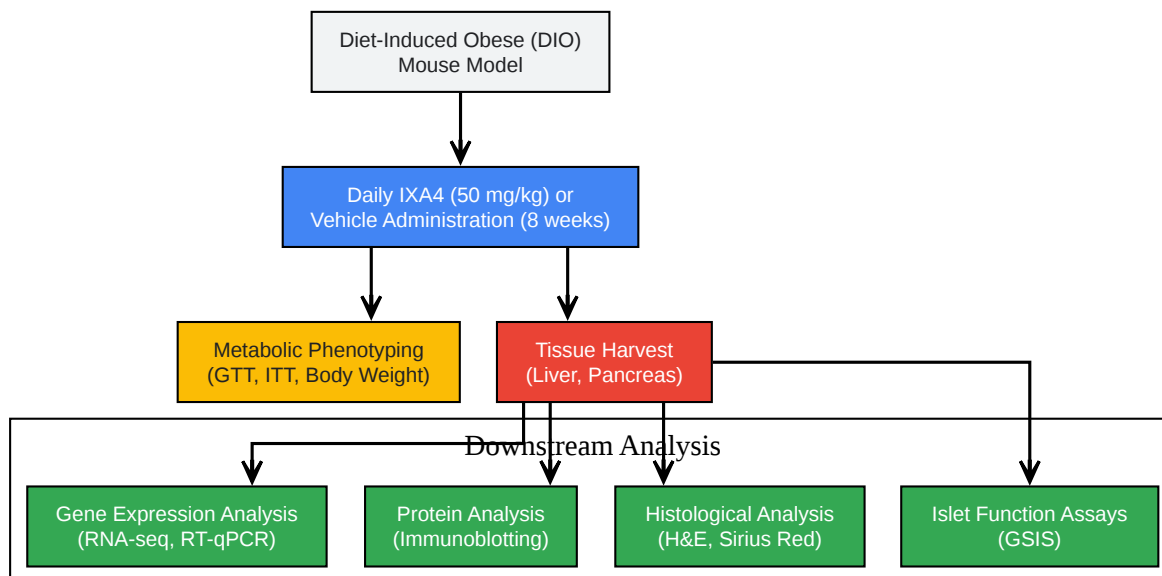 Diet-Induced Obese (DIO)
Mouse Model
Daily IXA4 (50 mg/kg) or
Vehicle Administration (8 weeks)
Metabolic Phenotyping
(GTT, ITT, Body Weight)
Tissue Harvest
(Liver, Pancreas)
Downstream Analysis
Gene Expression Analysis
(RNA-seq, RT-qPCR)
Protein Analysis
(Immunoblotting)
Histological Analysis
(H&E, Sirius Red)
Islet Function Assays
(GSIS)